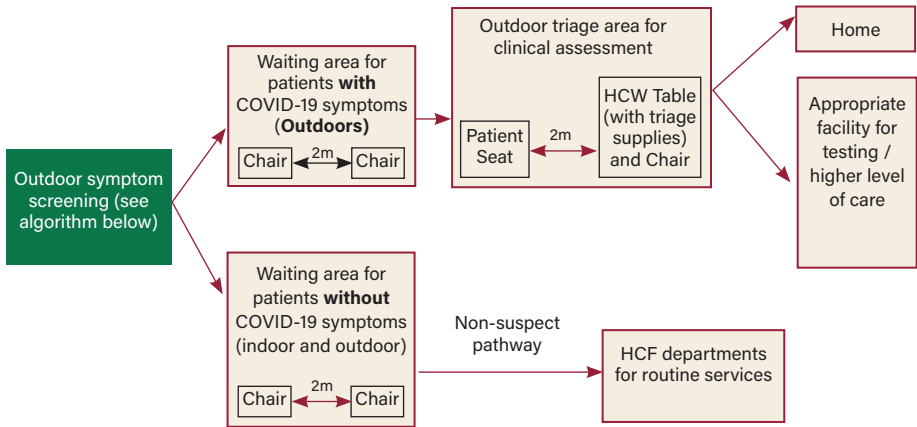 Outdoor symptom
screening (see
algorithm below)
Waiting area for
patients with
COVID-19 symptoms
(Outdoors)
Chair
2m
Chair
Outdoor triage area for
clinical assessment
Patient
Seat
2m
HCW Table
(with triage
supplies)
and Chair
Home
Appropriate
facility for
testing /
higher level
of care
Waiting area for
patients without
COVID-19 symptoms
(indoor and outdoor)
Chair
2m
Chair
Non-suspect
pathway
HCF departments
for routine services